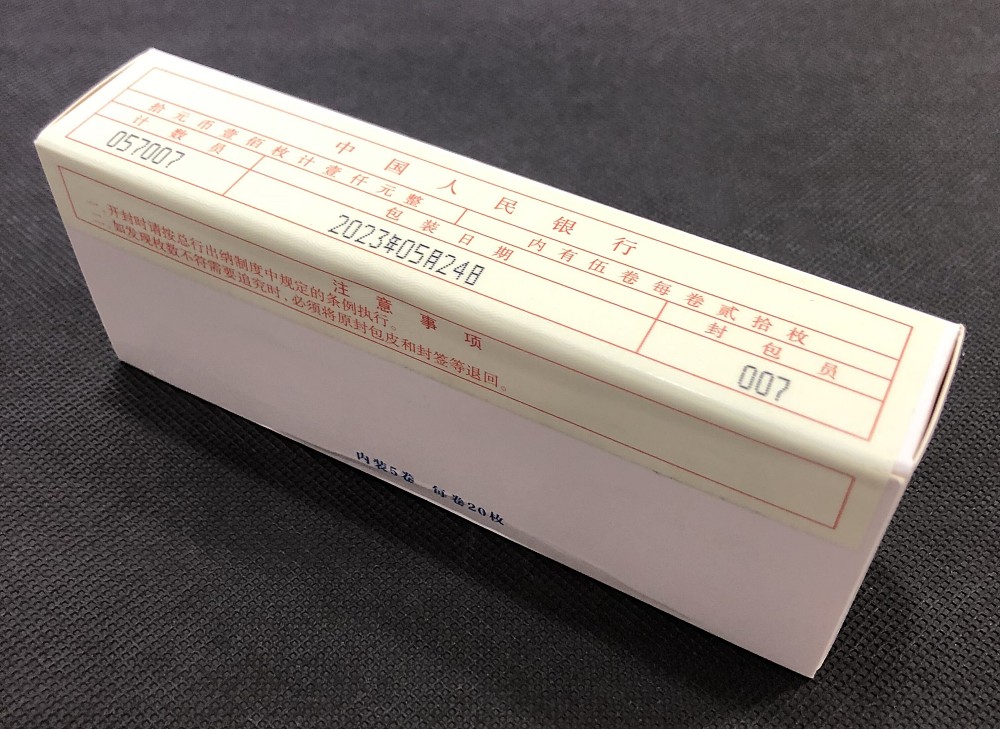 中国人民银行
拾元币壹佰枚计壹仟元整
内有伍卷每卷贰拾枚
计数员
包装日期
封包员
057007
2023年05月24日
007
注意事项
一、开封时请按总行出纳制度中规定的条例执行。
二、如发现枚数不符需要追究时、必须将原封包皮和封签等退回。
内装5卷 每卷20枚